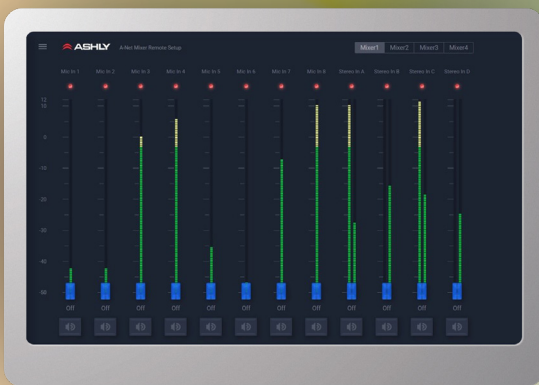 ASHLY
A-Net Mixer Remote Setup
Mixer1 Mixer2 Mixer3 Mixer4
Mic In 1 Mic In 2 Mic In 3 Mic In 4 Mic In 5 Mic In 6 Mic In 7 Mic In 8 Stereo In A Stereo In B Stereo In C Stereo In D
12
10
0
-10
-20
-30
-40
-50
Off Off Off Off Off Off Off Off Off Off Off Off